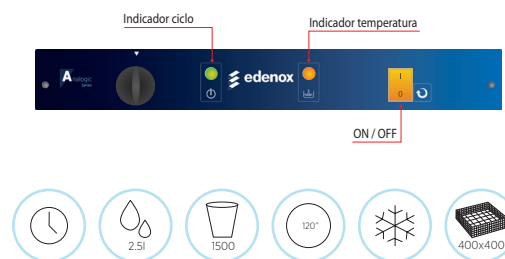 Indicador ciclo
Indicador temperatura
Analogic
Series
edenox
I
0
ON / OFF
2.5l
1500
120"
400x400